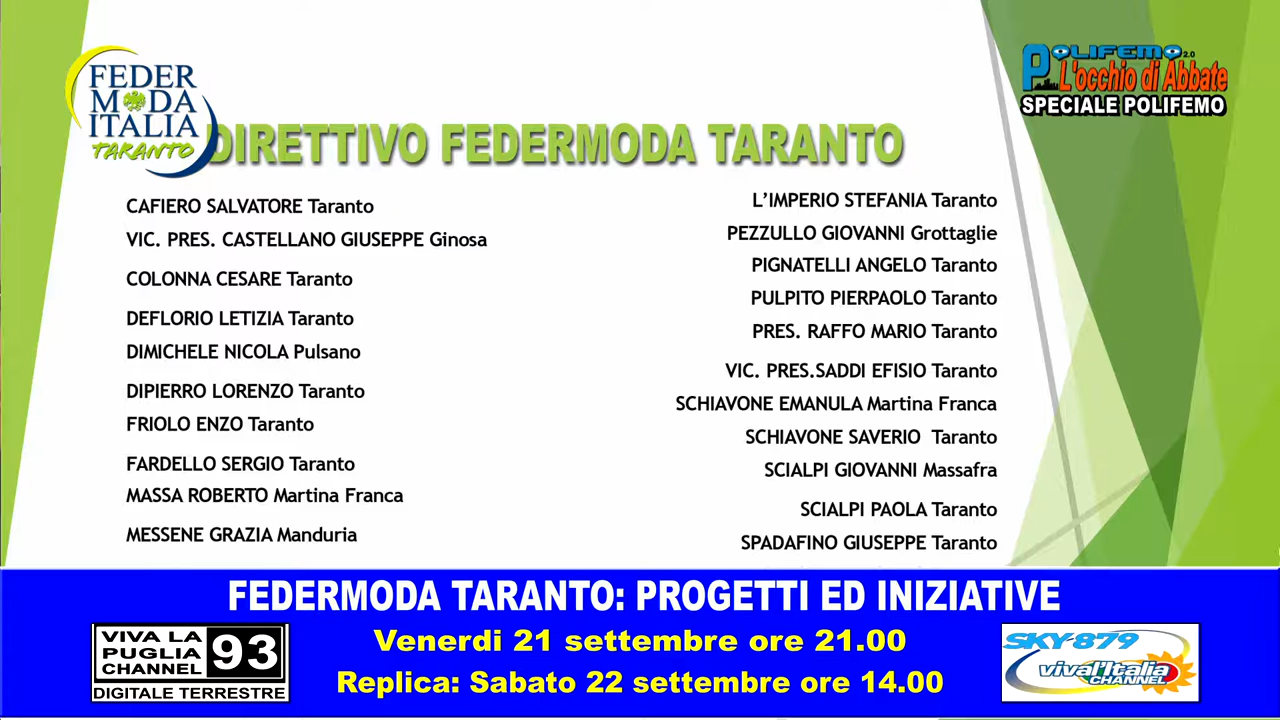 FEDER
MODA
ITALIA
TARANTO
POLIFEMO 2.0
L'occhio di Abbate
SPECIALE POLIFEMO
DIRETTIVO FEDERMODA TARANTO
CAFIERO SALVATORE Taranto
VIC. PRES. CASTELLANO GIUSEPPE Ginosa
COLONNA CESARE Taranto
DEFLORIO LETIZIA Taranto
DIMICHELE NICOLA Pulsano
DIPIERRO LORENZO Taranto
FRIOLO ENZO Taranto
FARDELLO SERGIO Taranto
MASSA ROBERTO Martina Franca
MESSENE GRAZIA Manduria
L'IMPERIO STEFANIA Taranto
PEZZULLO GIOVANNI Grottaglie
PIGNATELLI ANGELO Taranto
PULPITO PIERPAOLO Taranto
PRES. RAFFO MARIO Taranto
VIC. PRES.SADDI EFISIO Taranto
SCHIAVONE EMANULA Martina Franca
SCHIAVONE SAVERIO  Taranto
SCIALPI GIOVANNI Massafra
SCIALPI PAOLA Taranto
SPADAFINO GIUSEPPE Taranto
FEDERMODA TARANTO: PROGETTI ED INIZIATIVE
Venerdi 21 settembre ore 21.00
Replica: Sabato 22 settembre ore 14.00
VIVA LA
PUGLIA
CHANNEL
93
DIGITALE TERRESTRE
SKY-879
vival'Italia
CHANNEL